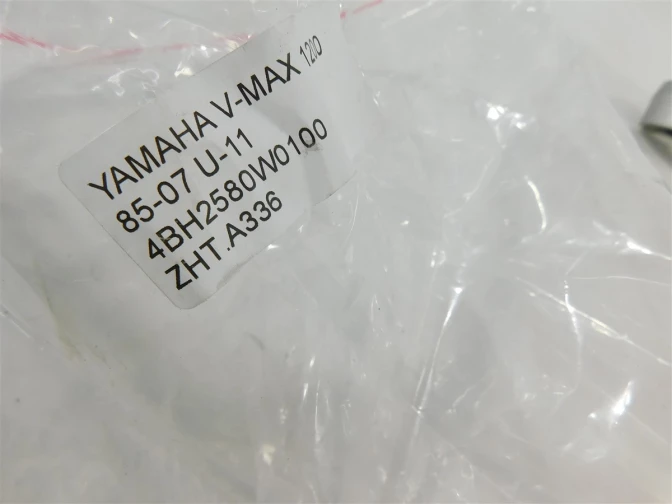 YAMAHA V-MAX 1200
85-07 U-11
4BH2580W0100
ZHT.A336